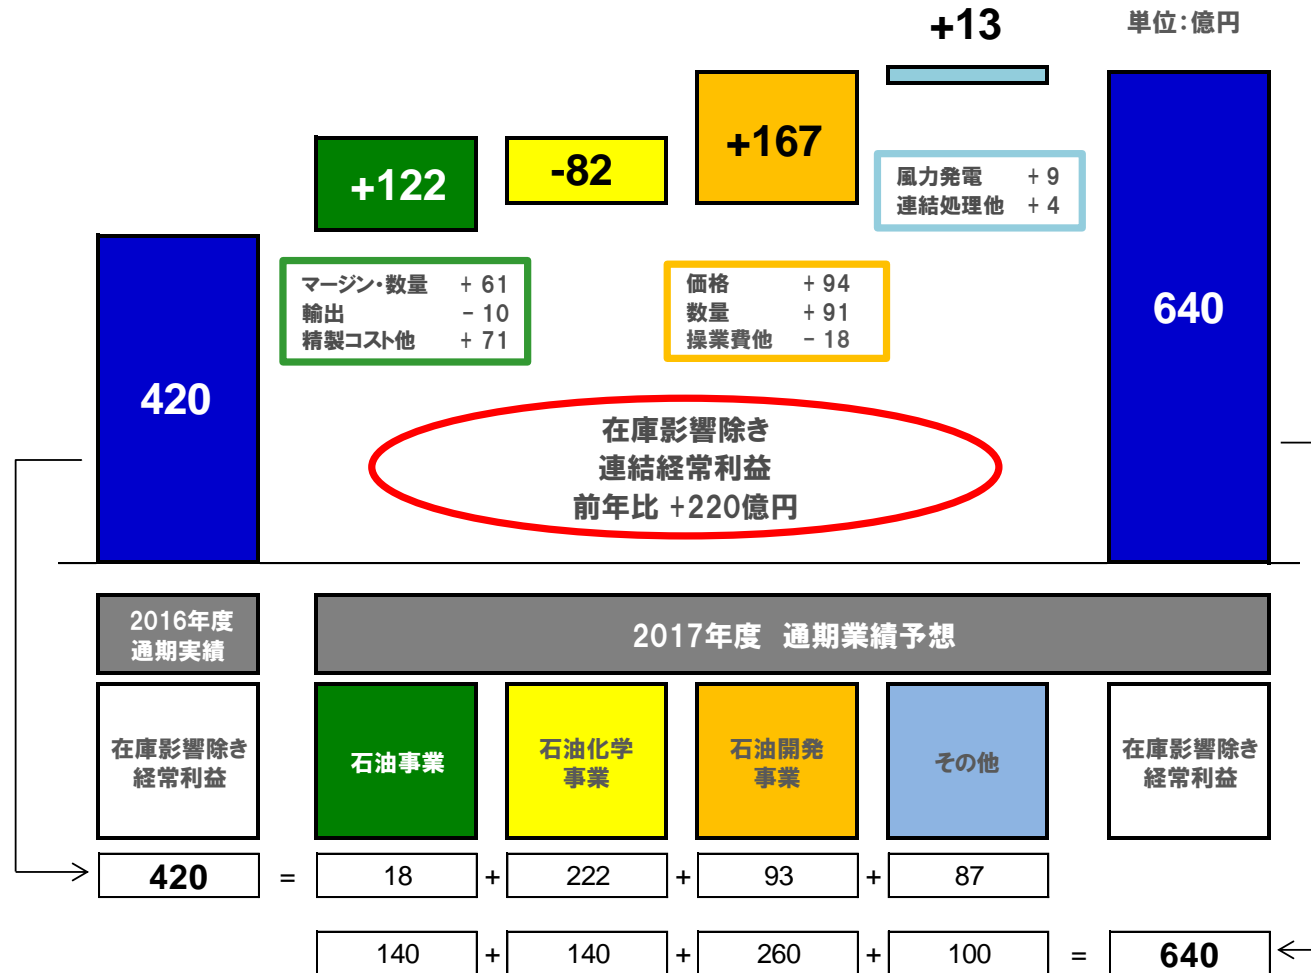 +13
単位：億円
+122
-82
+167
風力発電 + 9
連結処理他 + 4
420
マージン・数量 + 61
輸出 - 10
精製コスト他 + 71
価格 + 94
数量 + 91
操業費他 - 18
640
在庫影響除き
連結経常利益
前年比 +220億円
2016年度
通期実績
2017年度 通期業績予想
在庫影響除き
経常利益
石油事業
石油化学
事業
石油開発
事業
その他
在庫影響除き
経常利益
420 = 18 + 222 + 93 + 87
140 + 140 + 260 + 100 = 640